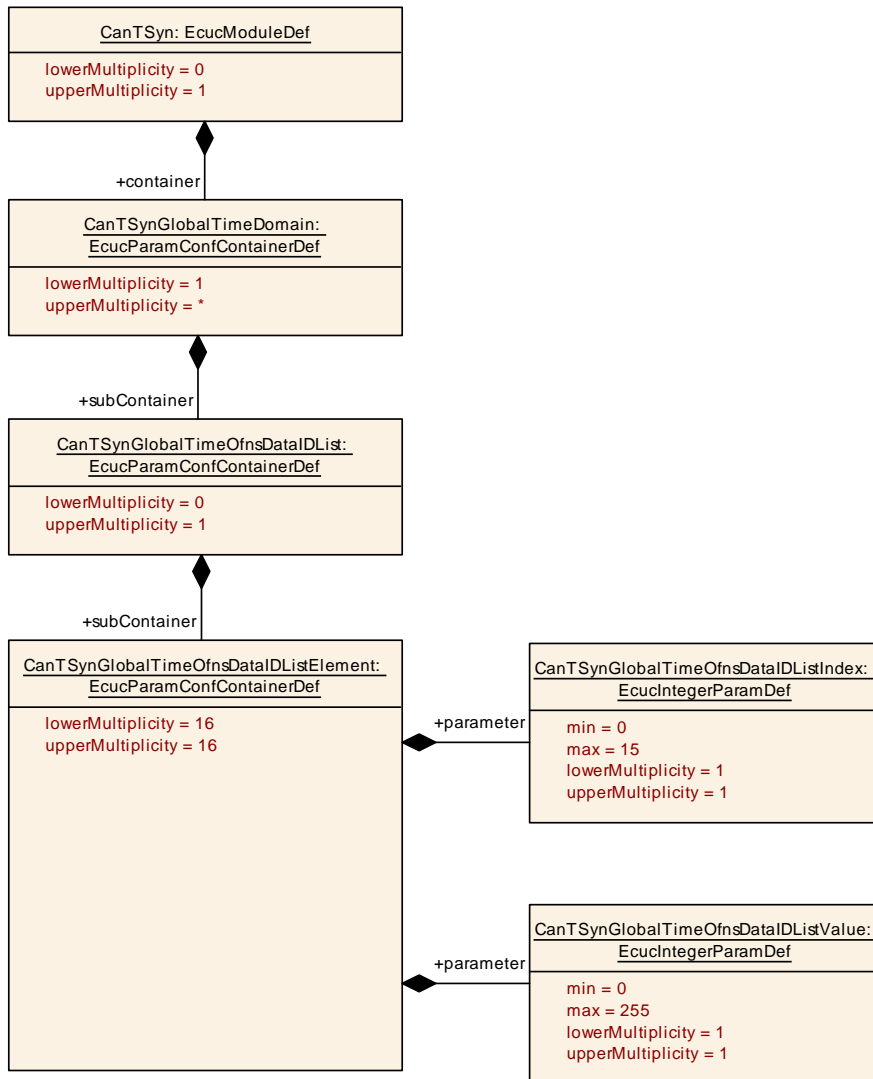 CanTSyn: EcucModuleDef
lowerMultiplicity = 0
upperMultiplicity = 1
+container
CanTSynGlobalTimeDomain:
EcucParamConfContainerDef
lowerMultiplicity = 1
upperMultiplicity = *
+subContainer
CanTSynGlobalTimeOfnsDataIDList:
EcucParamConfContainerDef
lowerMultiplicity = 0
upperMultiplicity = 1
+subContainer
CanTSynGlobalTimeOfnsDataIDListElement:
EcucParamConfContainerDef
lowerMultiplicity = 16
upperMultiplicity = 16
+parameter
CanTSynGlobalTimeOfnsDataIDListIndex:
EcucIntegerParamDef
min = 0
max = 15
lowerMultiplicity = 1
upperMultiplicity = 1
+parameter
CanTSynGlobalTimeOfnsDataIDListValue:
EcucIntegerParamDef
min = 0
max = 255
lowerMultiplicity = 1
upperMultiplicity = 1